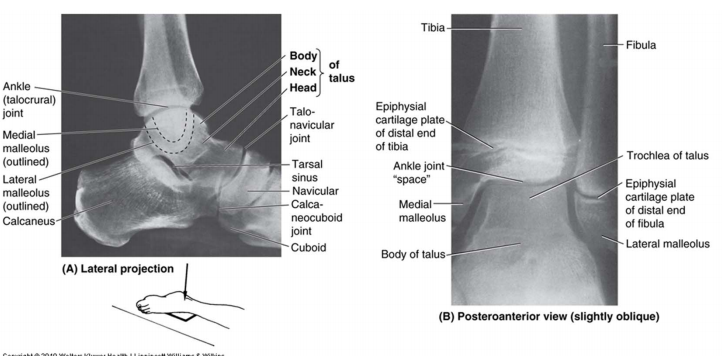 Ankle
(talocrural)
joint
Medial
malleolus
(outlined)
Lateral
malleolus
(outlined)
Calcaneus
Body
Neck
Head
of
talus
Talo-
navicular
joint
Tarsal
sinus
Navicular
Calca-
neocuboid
joint
Cuboid
(A) Lateral projection
Tibia
Fibula
Epiphysial
cartilage plate
of distal end
of tibia
Ankle joint
“space”
Medial
malleolus
Body of talus
Trochlea of talus
Epiphysial
cartilage plate
of distal end
of fibula
Lateral malleolus
(B) Posteroanterior view (slightly oblique)